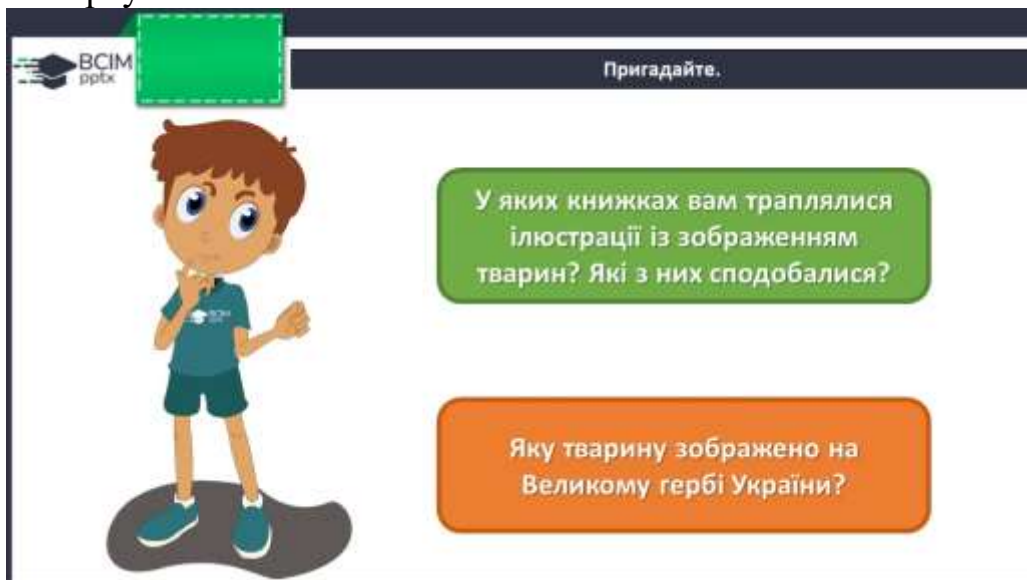 ВСІМ
pptx
Пригадайте.
У яких книжках вам траплялися
ілюстрації із зображенням
тварин? Які з них сподобалися?
Яку тварину зображено на
Великому гербі України?